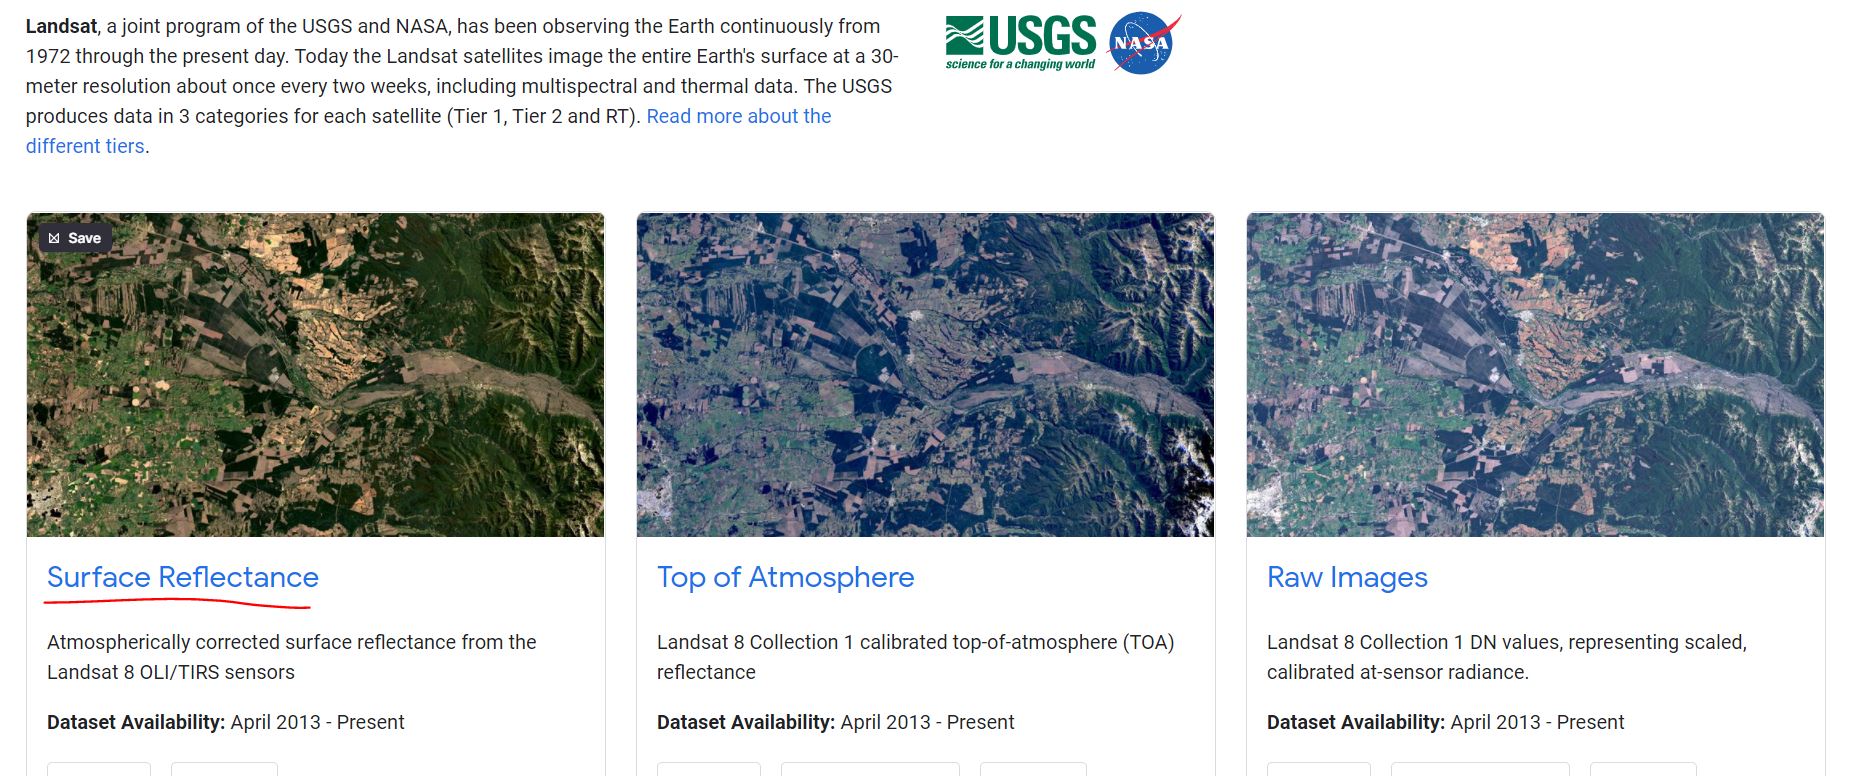 Landsat, a joint program of the USGS and NASA, has been observing the Earth continuously from
1972 through the present day. Today the Landsat satellites image the entire Earth's surface at a 30-
meter resolution about once every two weeks, including multispectral and thermal data. The USGS
produces data in 3 categories for each satellite (Tier 1, Tier 2 and RT). Read more about the
different tiers.
USGS
science for a changing world
NASA
Save
Surface Reflectance
Atmospherically corrected surface reflectance from the
Landsat 8 OLI/TIRS sensors
Dataset Availability: April 2013 - Present
Top of Atmosphere
Landsat 8 Collection 1 calibrated top-of-atmosphere (TOA)
reflectance
Dataset Availability: April 2013 - Present
Raw Images
Landsat 8 Collection 1 DN values, representing scaled,
calibrated at-sensor radiance.
Dataset Availability: April 2013 - Present